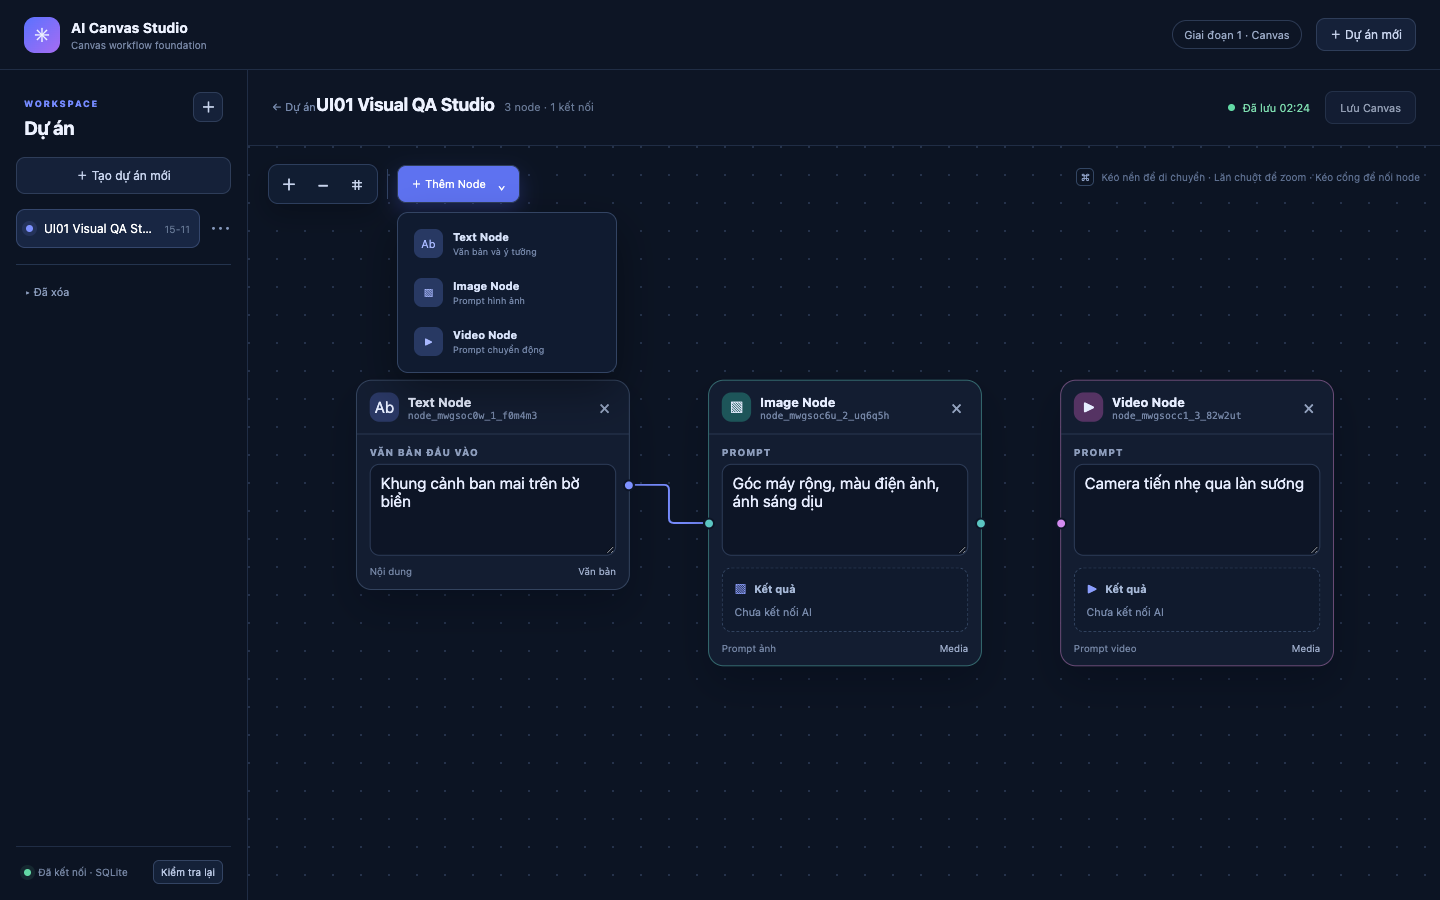 AI Canvas Studio
Canvas workflow foundation
Giai đoạn 1 · Canvas
+ Dự án mới
WORKSPACE
Dự án
+
+ Tạo dự án mới
UI01 Visual QA St... 15-11
Đã xóa
Đã kết nối · SQLite
Kiểm tra lại
← Dự án
UI01 Visual QA Studio
3 node · 1 kết nối
Đã lưu 02:24
Lưu Canvas
+ − #
+ Thêm Node
⌘ Kéo nền để di chuyển · Lăn chuột để zoom · Kéo cổng để nối node
Ab
Text Node
Văn bản và ý tưởng
Image Node
Prompt hình ảnh
Video Node
Prompt chuyển động
Ab
Text Node
node_mwgsoc0w_1_f0m4m3
×
VĂN BẢN ĐẦU VÀO
Khung cảnh ban mai trên bờ
biển
Nội dung
Văn bản
Image Node
node_mwgsoc6u_2_uq6q5h
×
PROMPT
Góc máy rộng, màu điện ảnh,
ánh sáng dịu
Kết quả
Chưa kết nối AI
Prompt ảnh
Media
Video Node
node_mwgsocc1_3_82w2ut
×
PROMPT
Camera tiến nhẹ qua làn sương
Kết quả
Chưa kết nối AI
Prompt video
Media